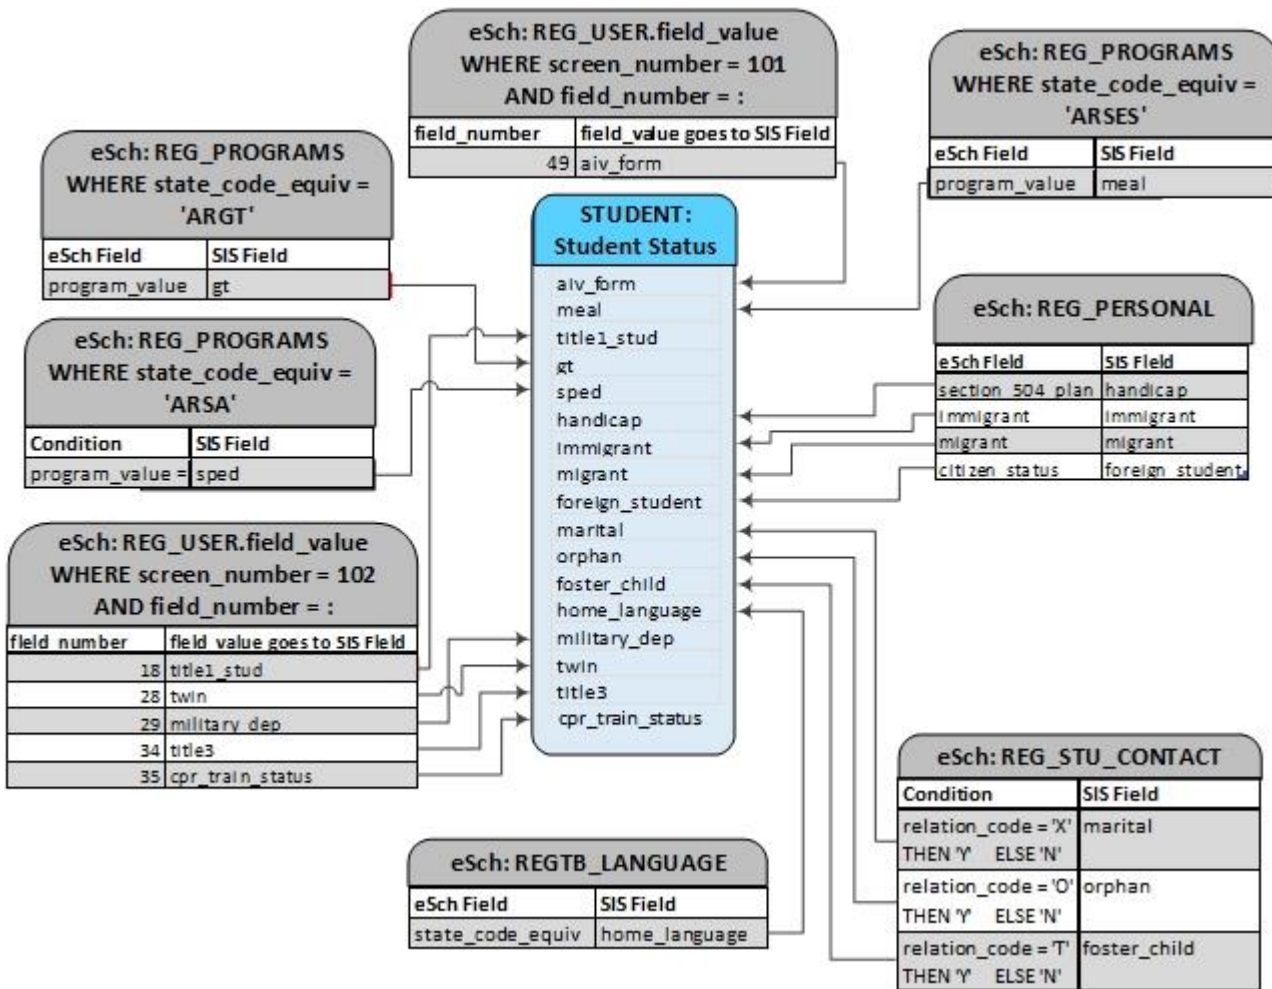 eSch: REG_USER.field_value
WHERE screen_number = 101
AND field_number = :
field_number field_value goes to SIS Field
49 aiv_form
eSch: REG_PROGRAMS
WHERE state_code_equiv =
'ARSES'
eSch Field SIS Field
program_value meal
eSch: REG_PROGRAMS
WHERE state_code_equiv =
'ARGT'
eSch Field SIS Field
program_value gt
eSch: REG_PROGRAMS
WHERE state_code_equiv =
'ARSA'
Condition SIS Field
program_value = sped
eSch: REG_USER.field_value
WHERE screen_number = 102
AND field_number = :
field_number field_value goes to SIS Field
18 title1_stud
28 twin
29 military_dep
34 title3
35 cpr_train_status
STUDENT:
Student Status
aiv_form
meal
title1_stud
gt
sped
handicap
immigrant
migrant
foreign_student
marital
orphan
foster_child
home_language
military_dep
twin
title3
cpr_train_status
eSch: REG_PERSONAL
eSch Field SIS Field
section_504_plan handicap
immigrant immigrant
migrant migrant
citizen_status foreign_student
eSch: REGTB_LANGUAGE
eSch Field SIS Field
state_code_equiv home_language
eSch: REG_STU_CONTACT
Condition SIS Field
relation_code = 'X' marital
THEN 'Y' ELSE 'N'
relation_code = 'O' orphan
THEN 'Y' ELSE 'N'
relation_code = 'T' foster_child
THEN 'Y' ELSE 'N'